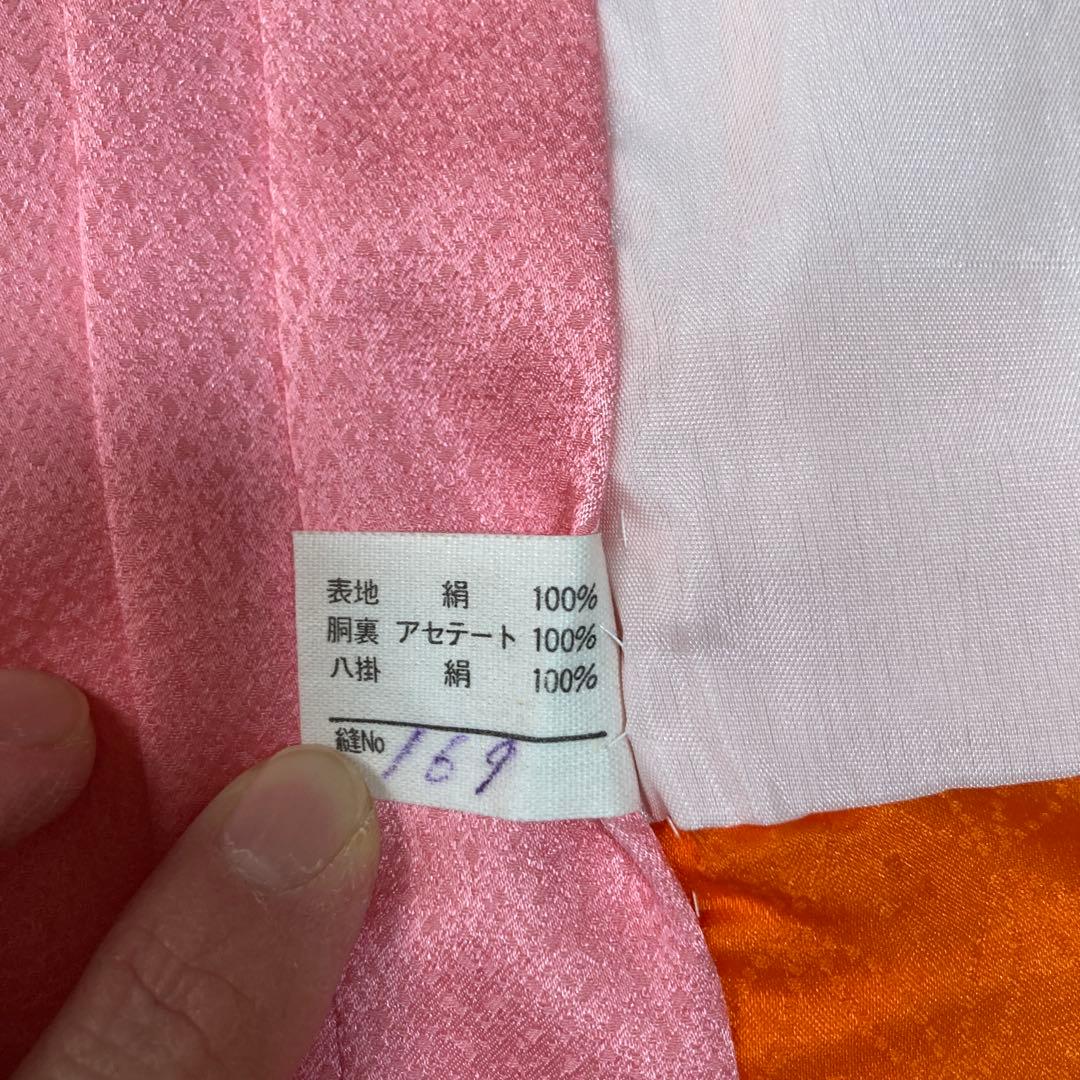 表地 絹 100%
胴裏 アセテート 100%
八掛 絹 100%
縫No 169